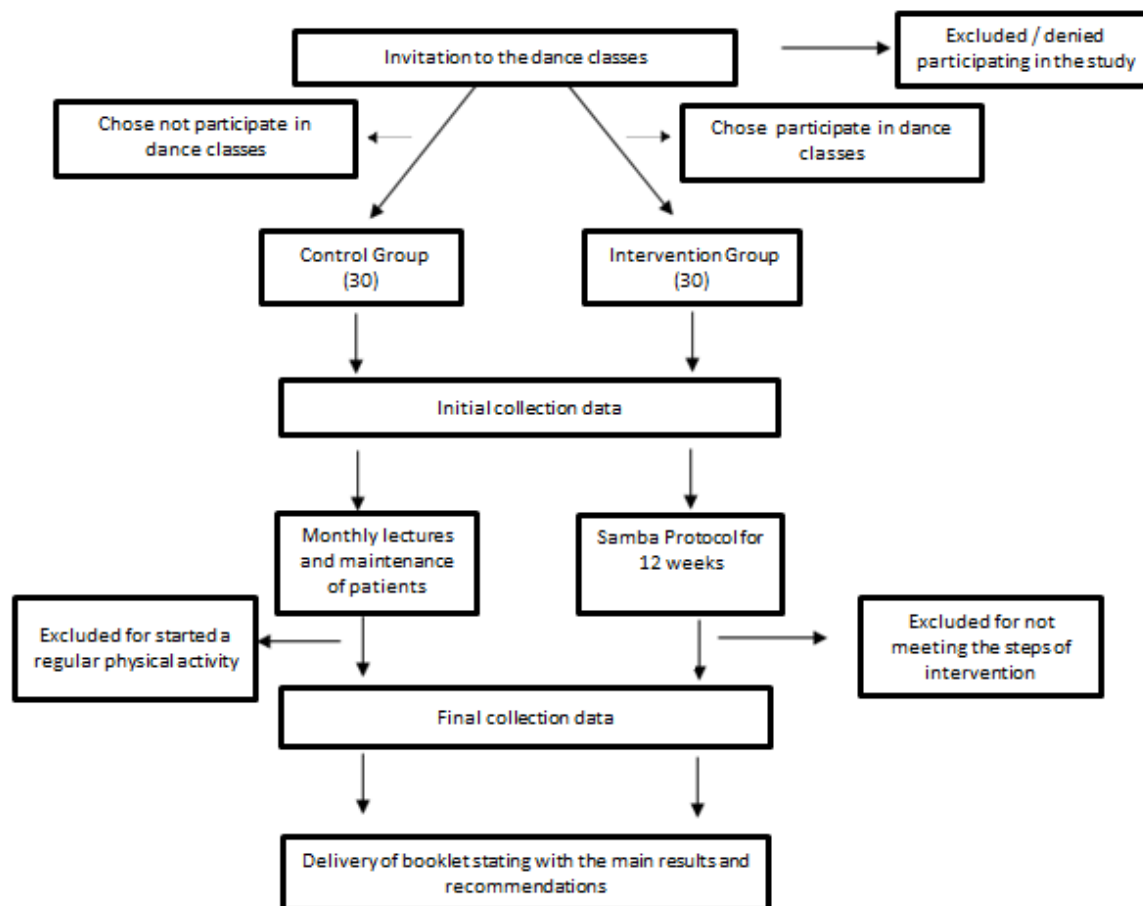 Invitation to the dance classes
Excluded / denied
participating in the study
Chose not participate in
dance classes
Chose participate in dance
classes
Control Group
(30)
Intervention Group
(30)
Initial collection data
Monthly lectures
and maintenance
of patients
Samba Protocol for
12 weeks
Excluded for started a
regular physical activity
Excluded for not
meeting the steps of
intervention
Final collection data
Delivery of booklet stating with the main results and
recommendations